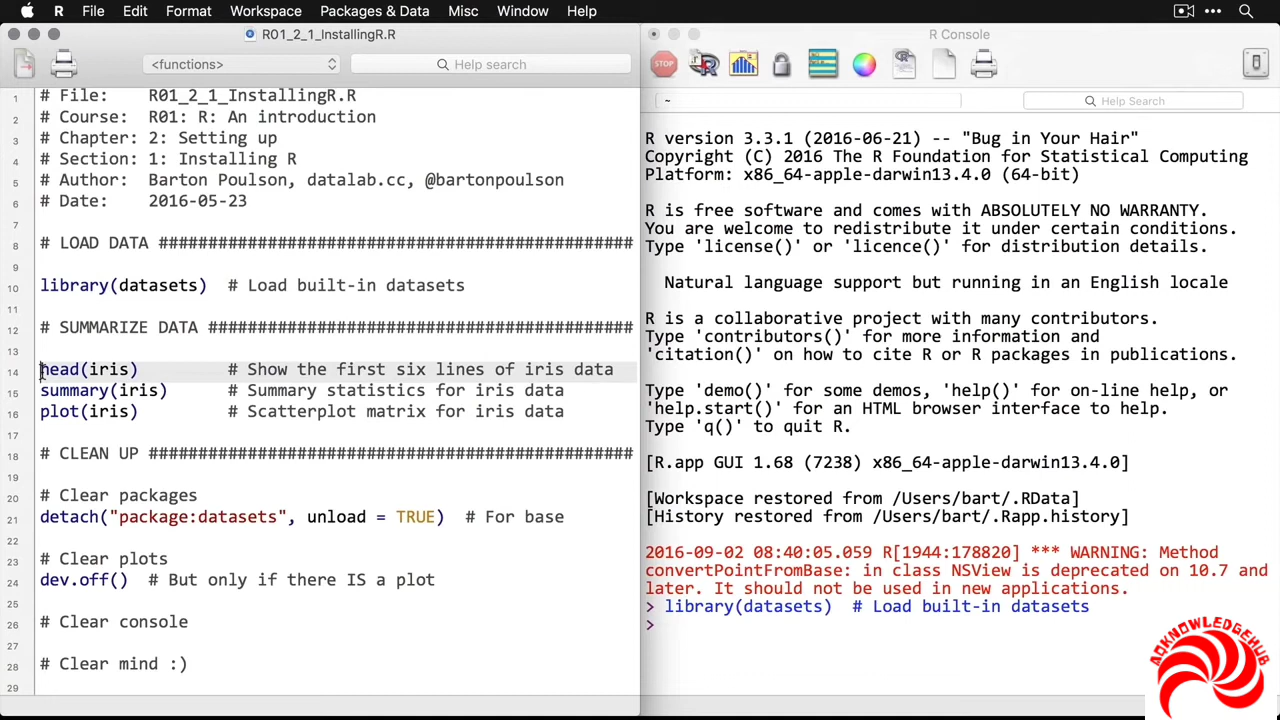 R File Edit Format Workspace Packages & Data Misc Window Help
R01_2_1_InstallingR.R
<functions>
Help search
1 # File:    R01_2_1_InstallingR.R
2 # Course:  R01: R: An introduction
3 # Chapter: 2: Setting up
4 # Section: 1: Installing R
5 # Author:  Barton Poulson, datalab.cc, @bartonpoulson
6 # Date:    2016-05-23
7
8 # LOAD DATA ################################################
9
10 library(datasets)  # Load built-in datasets
11
12 # SUMMARIZE DATA ###########################################
13
14 head(iris)         # Show the first six lines of iris data
15 summary(iris)      # Summary statistics for iris data
16 plot(iris)         # Scatterplot matrix for iris data
17
18 # CLEAN UP #################################################
19
20 # Clear packages
21 detach("package:datasets", unload = TRUE)  # For base
22
23 # Clear plots
24 dev.off()  # But only if there IS a plot
25
26 # Clear console
27
28 # Clear mind :)
29
R Console
STOP
~
Help Search
R version 3.3.1 (2016-06-21) -- "Bug in Your Hair"
Copyright (C) 2016 The R Foundation for Statistical Computing
Platform: x86_64-apple-darwin13.4.0 (64-bit)
R is free software and comes with ABSOLUTELY NO WARRANTY.
You are welcome to redistribute it under certain conditions.
Type 'license()' or 'licence()' for distribution details.
Natural language support but running in an English locale
R is a collaborative project with many contributors.
Type 'contributors()' for more information and
'citation()' on how to cite R or R packages in publications.
Type 'demo()' for some demos, 'help()' for on-line help, or
'help.start()' for an HTML browser interface to help.
Type 'q()' to quit R.
[R.app GUI 1.68 (7238) x86_64-apple-darwin13.4.0]
[Workspace restored from /Users/bart/.RData]
[History restored from /Users/bart/.Rapp.history]
2016-09-02 08:40:05.059 R[1944:178820] *** WARNING: Method
convertPointFromBase: in class NSView is deprecated on 10.7 and
later. It should not be used in new applications.
> library(datasets)  # Load built-in datasets
>
AQKNOWLEDGEHUB